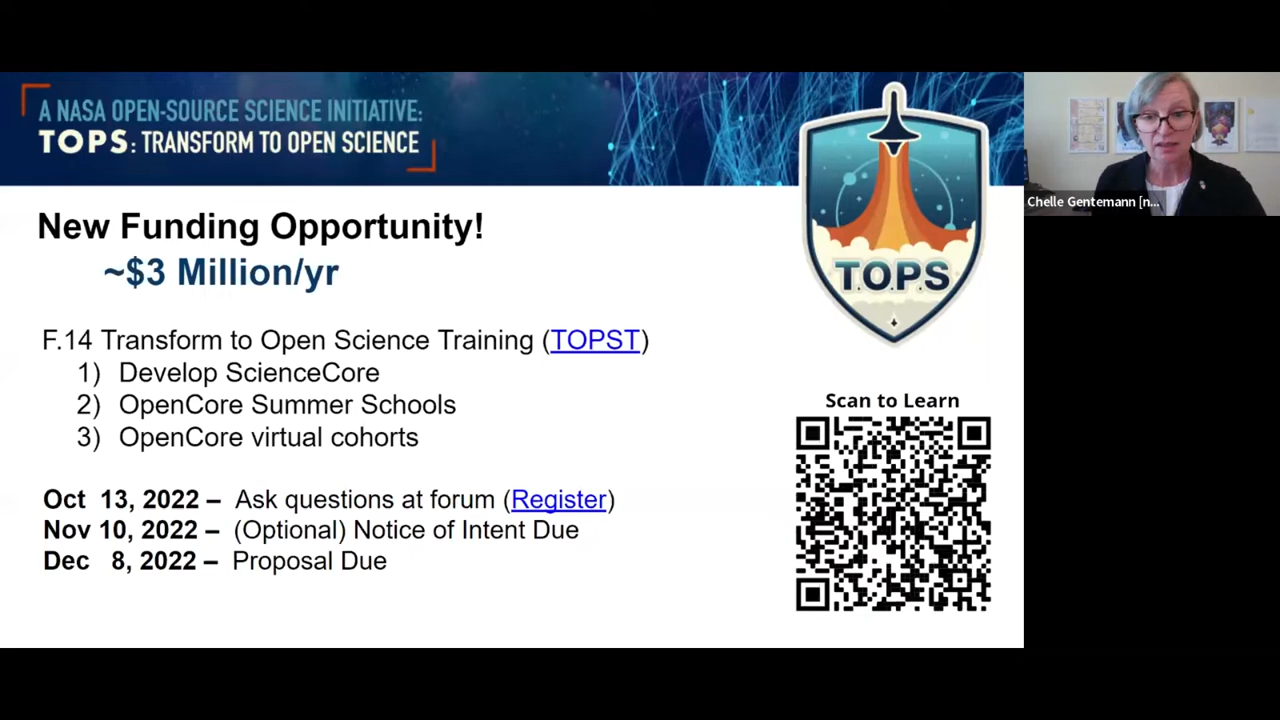 A NASA OPEN-SOURCE SCIENCE INITIATIVE:
TOPS: TRANSFORM TO OPEN SCIENCE
T.O.P.S
Chelle Gentemann [n...
New Funding Opportunity!
~$3 Million/yr
F.14 Transform to Open Science Training (TOPST)
1) Develop ScienceCore
2) OpenCore Summer Schools
3) OpenCore virtual cohorts
Scan to Learn
Oct 13, 2022 – Ask questions at forum (Register)
Nov 10, 2022 – (Optional) Notice of Intent Due
Dec 8, 2022 – Proposal Due